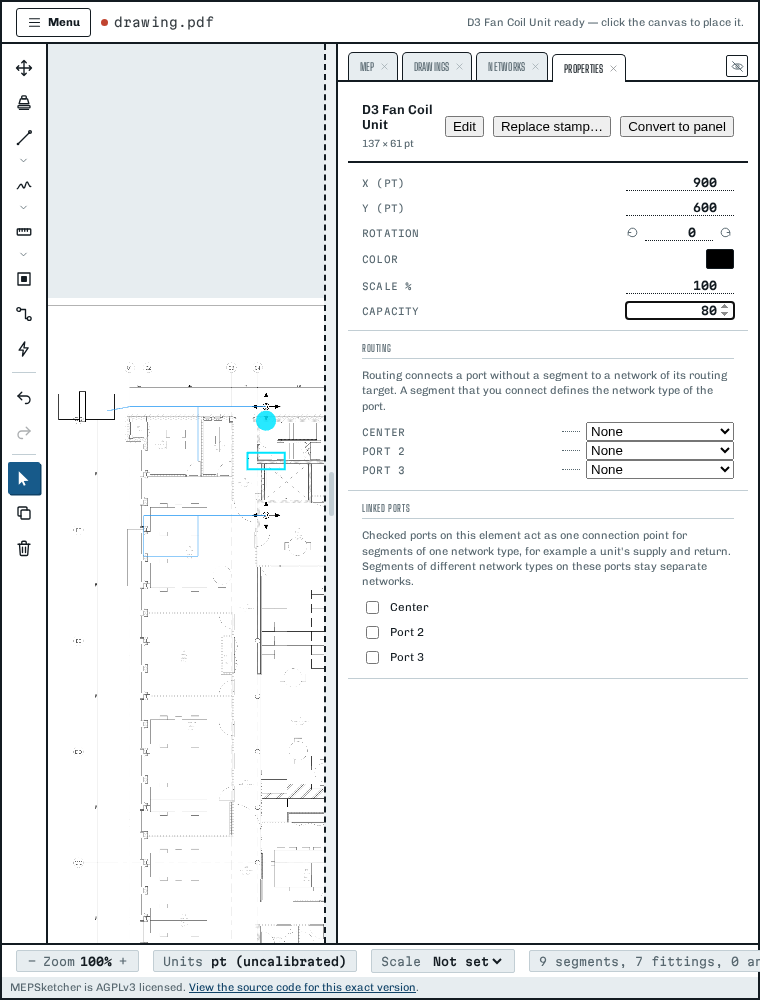 Menu
drawing.pdf
D3 Fan Coil Unit ready — click the canvas to place it.
MEP
DRAWINGS
NETWORKS
PROPERTIES
D3 Fan Coil
Unit
137 × 61 pt
Edit
Replace stamp…
Convert to panel
X (PT)
900
Y (PT)
600
ROTATION
0
COLOR
SCALE %
100
CAPACITY
80
ROUTING
Routing connects a port without a segment to a network of its routing
target. A segment that you connect defines the network type of the
port.
CENTER
None
PORT 2
None
PORT 3
None
LINKED PORTS
Checked ports on this element act as one connection point for
segments of one network type, for example a unit's supply and return.
Segments of different network types on these ports stay separate
networks.
Center
Port 2
Port 3
− Zoom 100% +
Units pt (uncalibrated)
Scale Not set
9 segments, 7 fittings, 0
MEPSketcher is AGPLv3 licensed. View the source code for this exact version.